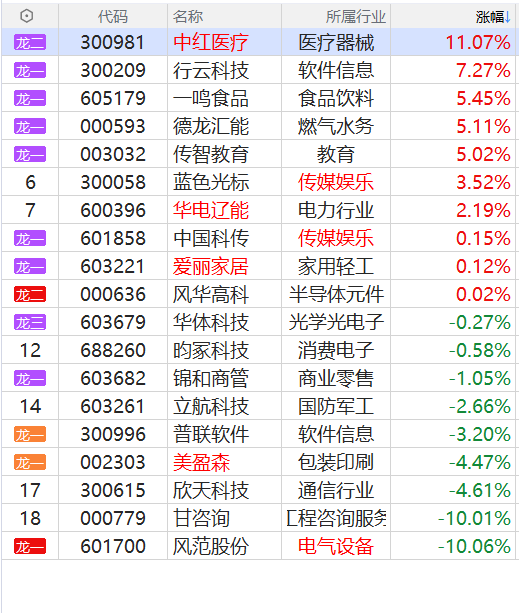 代码 名称 所属行业 涨幅↓
龙二 300981 中红医疗 医疗器械 11.07%
龙一 300209 行云科技 软件信息 7.27%
龙一 605179 一鸣食品 食品饮料 5.45%
龙一 000593 德龙汇能 燃气水务 5.11%
龙一 003032 传智教育 教育 5.02%
6 300058 蓝色光标 传媒娱乐 3.52%
7 600396 华电辽能 电力行业 2.19%
龙一 601858 中国科传 传媒娱乐 0.15%
龙一 603221 爱丽家居 家用轻工 0.12%
龙二 000636 风华高科 半导体元件 0.02%
龙三 603679 华体科技 光学光电子 -0.27%
12 688260 昀冢科技 消费电子 -0.58%
龙一 603682 锦和商管 商业零售 -1.05%
14 603261 立航科技 国防军工 -2.66%
龙一 300996 普联软件 软件信息 -3.20%
龙一 002303 美盈森 包装印刷 -4.47%
17 300615 欣天科技 通信行业 -4.61%
18 000779 甘咨询 工程咨询服务 -10.01%
龙一 601700 风范股份 电气设备 -10.06%